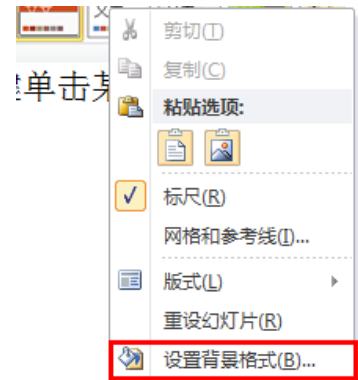 剪切(T)
复制(C)
单击某
粘贴选项:
标尺(R)
网格和参考线(I)...
版式(L)
重设幻灯片(R)
设置背景格式(B)...